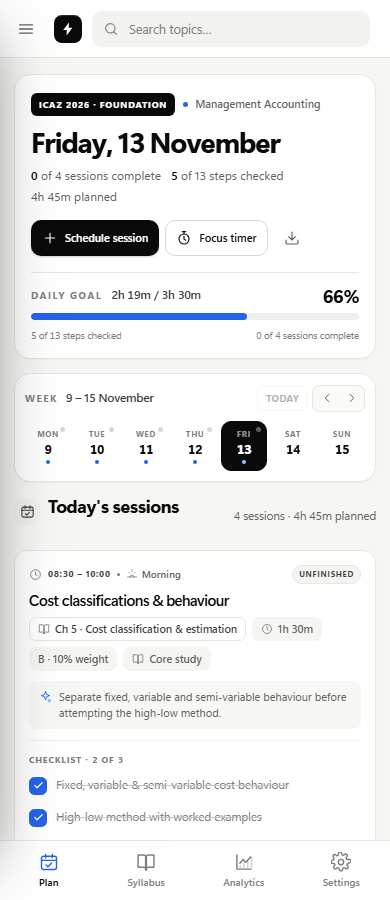 Search topics...
ICAZ 2026 · FOUNDATION • Management Accounting
Friday, 13 November
0 of 4 sessions complete 5 of 13 steps checked
4h 45m planned
Schedule session Focus timer
DAILY GOAL 2h 19m / 3h 30m 66%
5 of 13 steps checked 0 of 4 sessions complete
WEEK 9 – 15 November TODAY
MON TUE WED THU FRI SAT SUN
9 10 11 12 13 14 15
Today's sessions
4 sessions · 4h 45m planned
08:30 – 10:00 • Morning UNFINISHED
Cost classifications & behaviour
Ch 5 · Cost classification & estimation 1h 30m
B · 10% weight Core study
Separate fixed, variable and semi-variable behaviour before
attempting the high-low method.
CHECKLIST · 2 OF 3
Fixed, variable & semi-variable cost behaviour
High-low method with worked examples
Plan Syllabus Analytics Settings